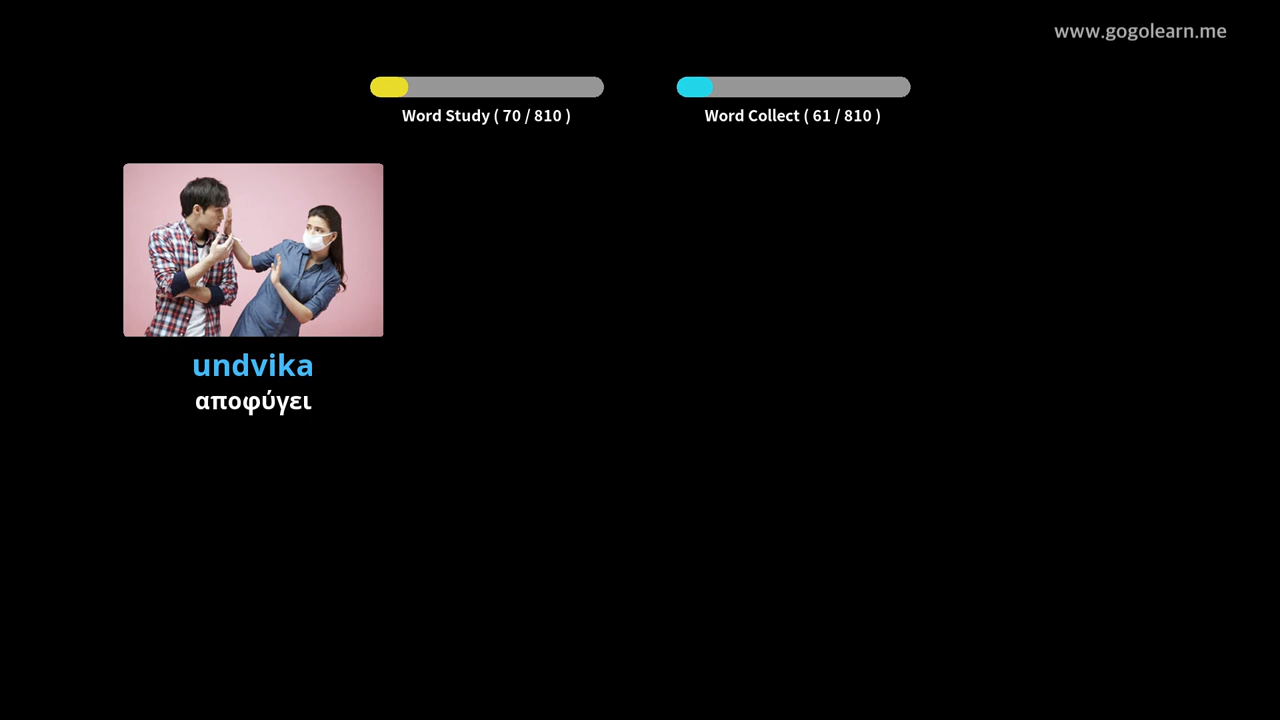 www.gogolearn.me
Word Study ( 70 / 810 )
Word Collect ( 61 / 810 )
undvika
αποφύγει